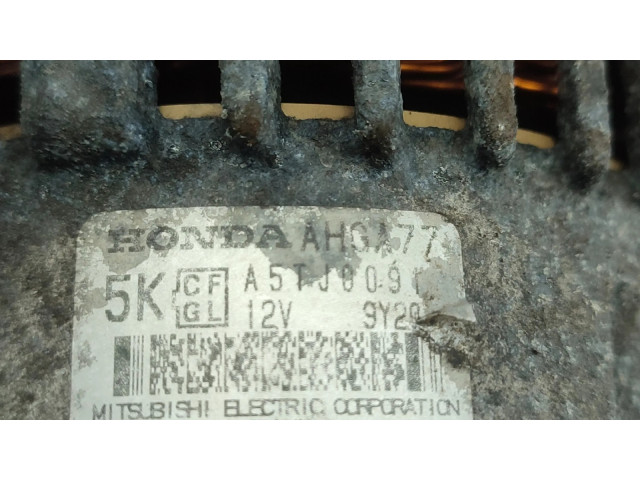 HONDA AHGA77
5K CF A5TJ0091
GL 12V 9Y29
MITSUBISHI ELECTRIC CORPORATION